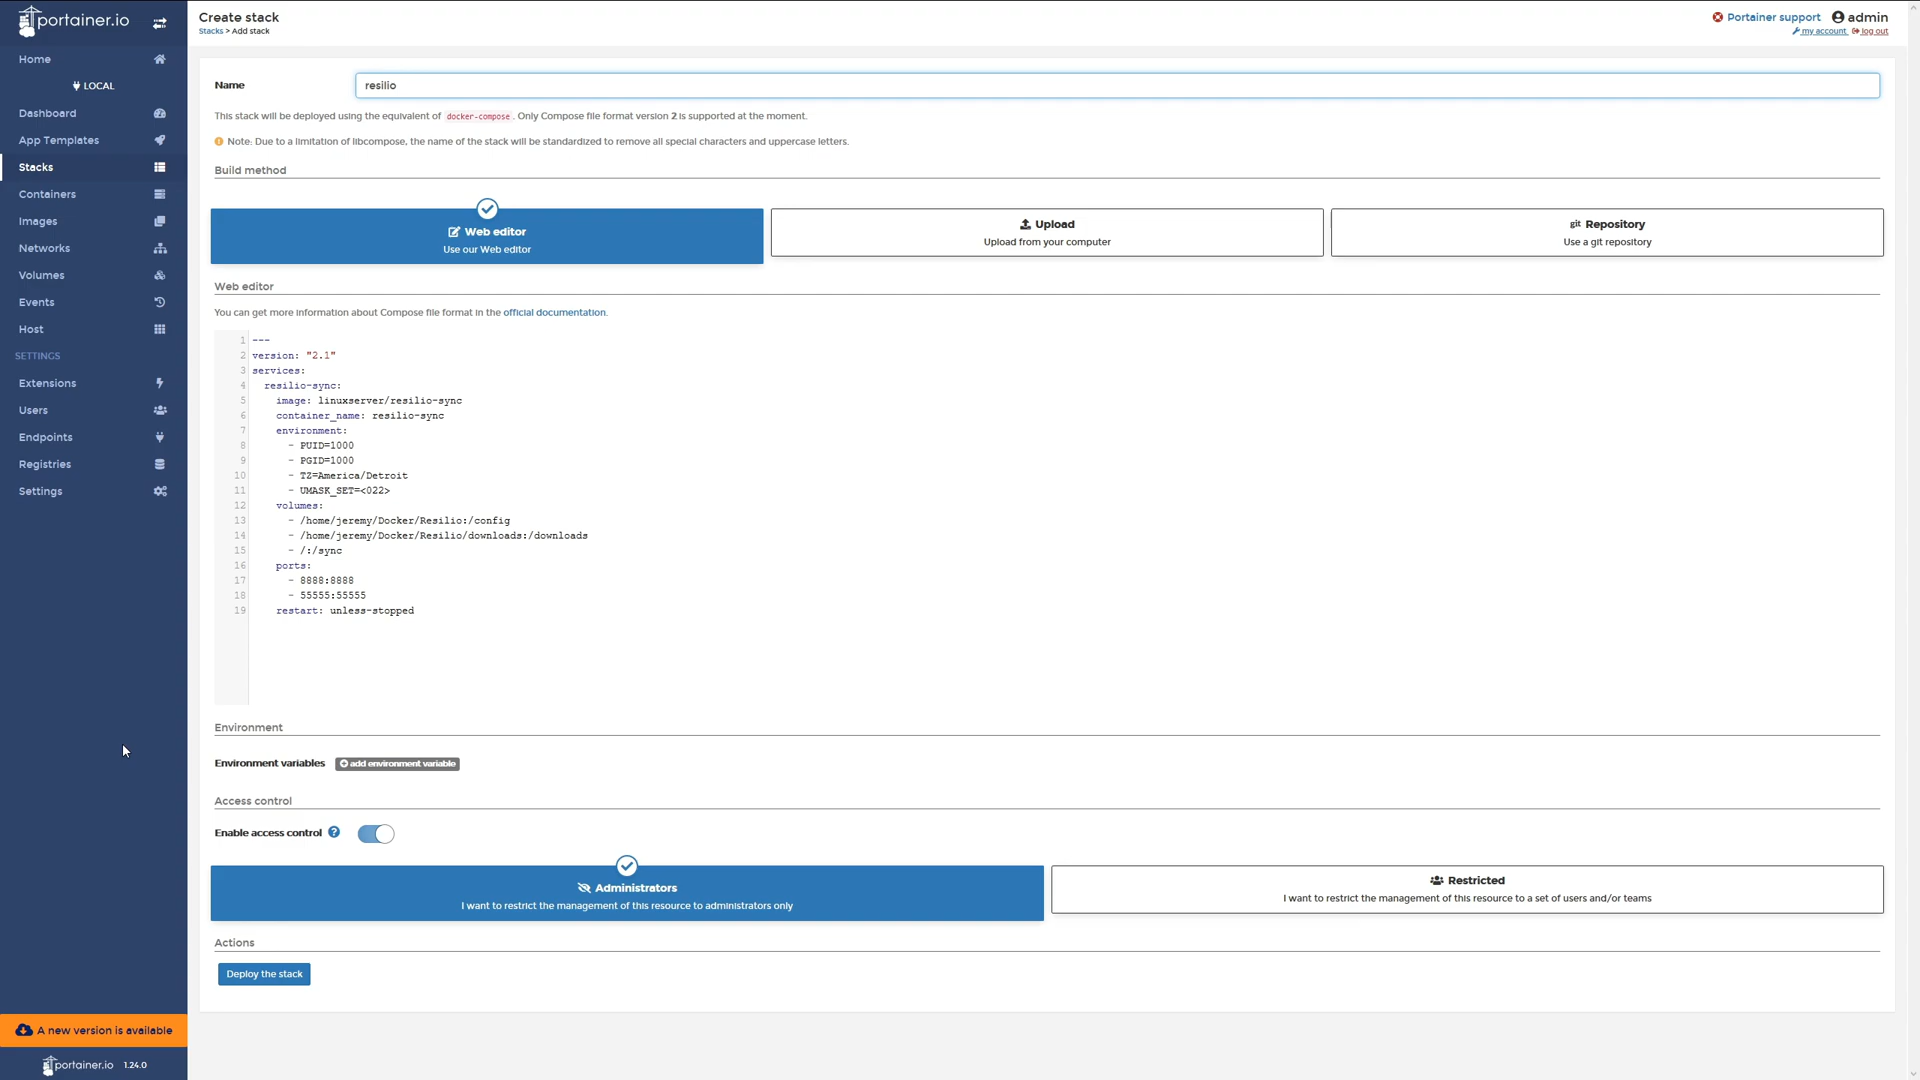 portainer.io
Home
LOCAL
Dashboard
App Templates
Stacks
Containers
Images
Networks
Volumes
Events
Host
SETTINGS
Extensions
Users
Endpoints
Registries
Settings
A new version is available
portainer.io 1.24.0
Create stack
Stacks > Add stack
Portainer support admin
my account log out
Name resilio
This stack will be deployed using the equivalent of docker-compose. Only Compose file format version 2 is supported at the moment.
Note: Due to a limitation of libcompose, the name of the stack will be standardized to remove all special characters and uppercase letters.
Build method
Web editor
Use our Web editor
Upload
Upload from your computer
git Repository
Use a git repository
Web editor
You can get more information about Compose file format in the official documentation.
1 ---
2 version: "2.1"
3 services:
4 resilio-sync:
5 image: linuxserver/resilio-sync
6 container_name: resilio-sync
7 environment:
8 - PUID=1000
9 - PGID=1000
10 - TZ=America/Detroit
11 - UMASK_SET=<022>
12 volumes:
13 - /home/jeremy/Docker/Resilio:/config
14 - /home/jeremy/Docker/Resilio/downloads:/downloads
15 - /:/sync
16 ports:
17 - 8888:8888
18 - 55555:55555
19 restart: unless-stopped
Environment
Environment variables add environment variable
Access control
Enable access control ?
Administrators
I want to restrict the management of this resource to administrators only
Restricted
I want to restrict the management of this resource to a set of users and/or teams
Actions
Deploy the stack